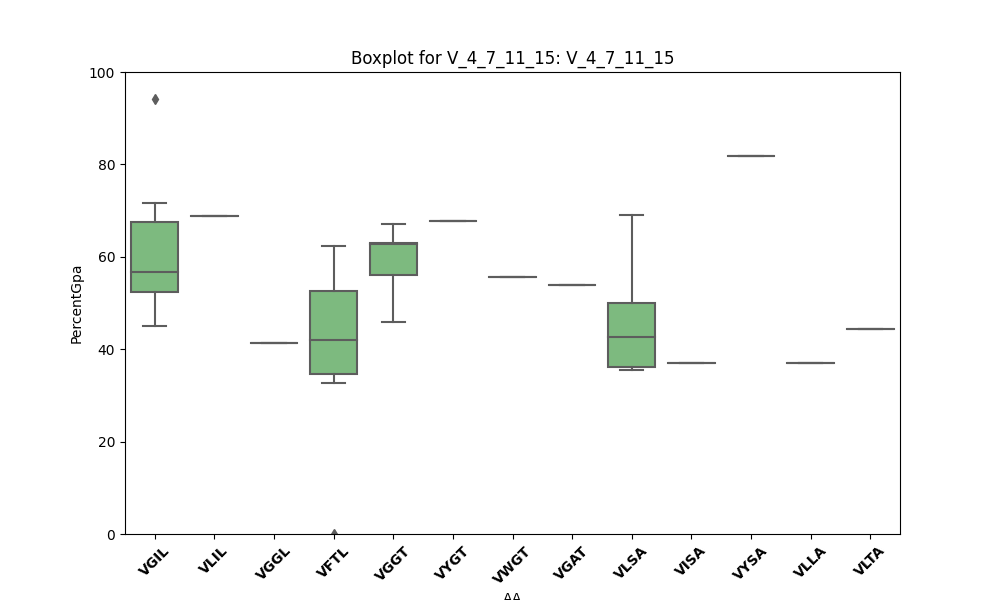 Boxplot for V_4_7_11_15: V_4_7_11_15
PercentGpa
100
80
60
40
20
0
VGIL
VLIL
VGGL
VFTL
VGGT
VYGT
VWGT
VGAT
VLSA
VISA
VYSA
VLLA
VLTA
AA